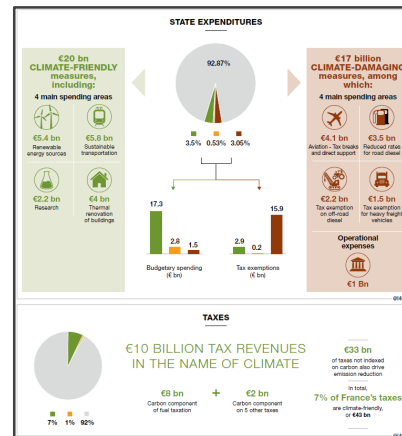 STATE EXPENDITURES
€20 bn
CLIMATE-FRIENDLY
measures,
including:
4 main spending areas
€5.4 bn
Renewable
energy sources
€5.8 bn
Sustainable
transportation
€2.2 bn
Research
€4 bn
Thermal
renovation
of buildings
92.87%
3.5% 0.53% 3.05%
17.3
2.8
1.5
Budgetary spending
(€ bn)
2.9
0.2
15.9
Tax exemptions
(€ bn)
€17 billion
CLIMATE-DAMAGING
measures, among
which:
4 main spending areas
€4.1 bn
Aviation - Tax breaks
and direct support
€3.5 bn
Reduced rates
for road diesel
€2.2 bn
Tax exemption
on off-road
diesel
€1.5 bn
Tax exemption
for heavy freight
vehicles
Operational
expenses
€1 Bn
TAXES
7% 1% 92%
€10 BILLION TAX REVENUES
IN THE NAME OF CLIMATE
€8 bn
Carbon component
of fuel taxation
+
€2 bn
Carbon component
on 5 other taxes
€33 bn
of taxes not indexed
on carbon also drive
emission reduction
In total,
7% of France's taxes
are climate-friendly,
or €43 bn